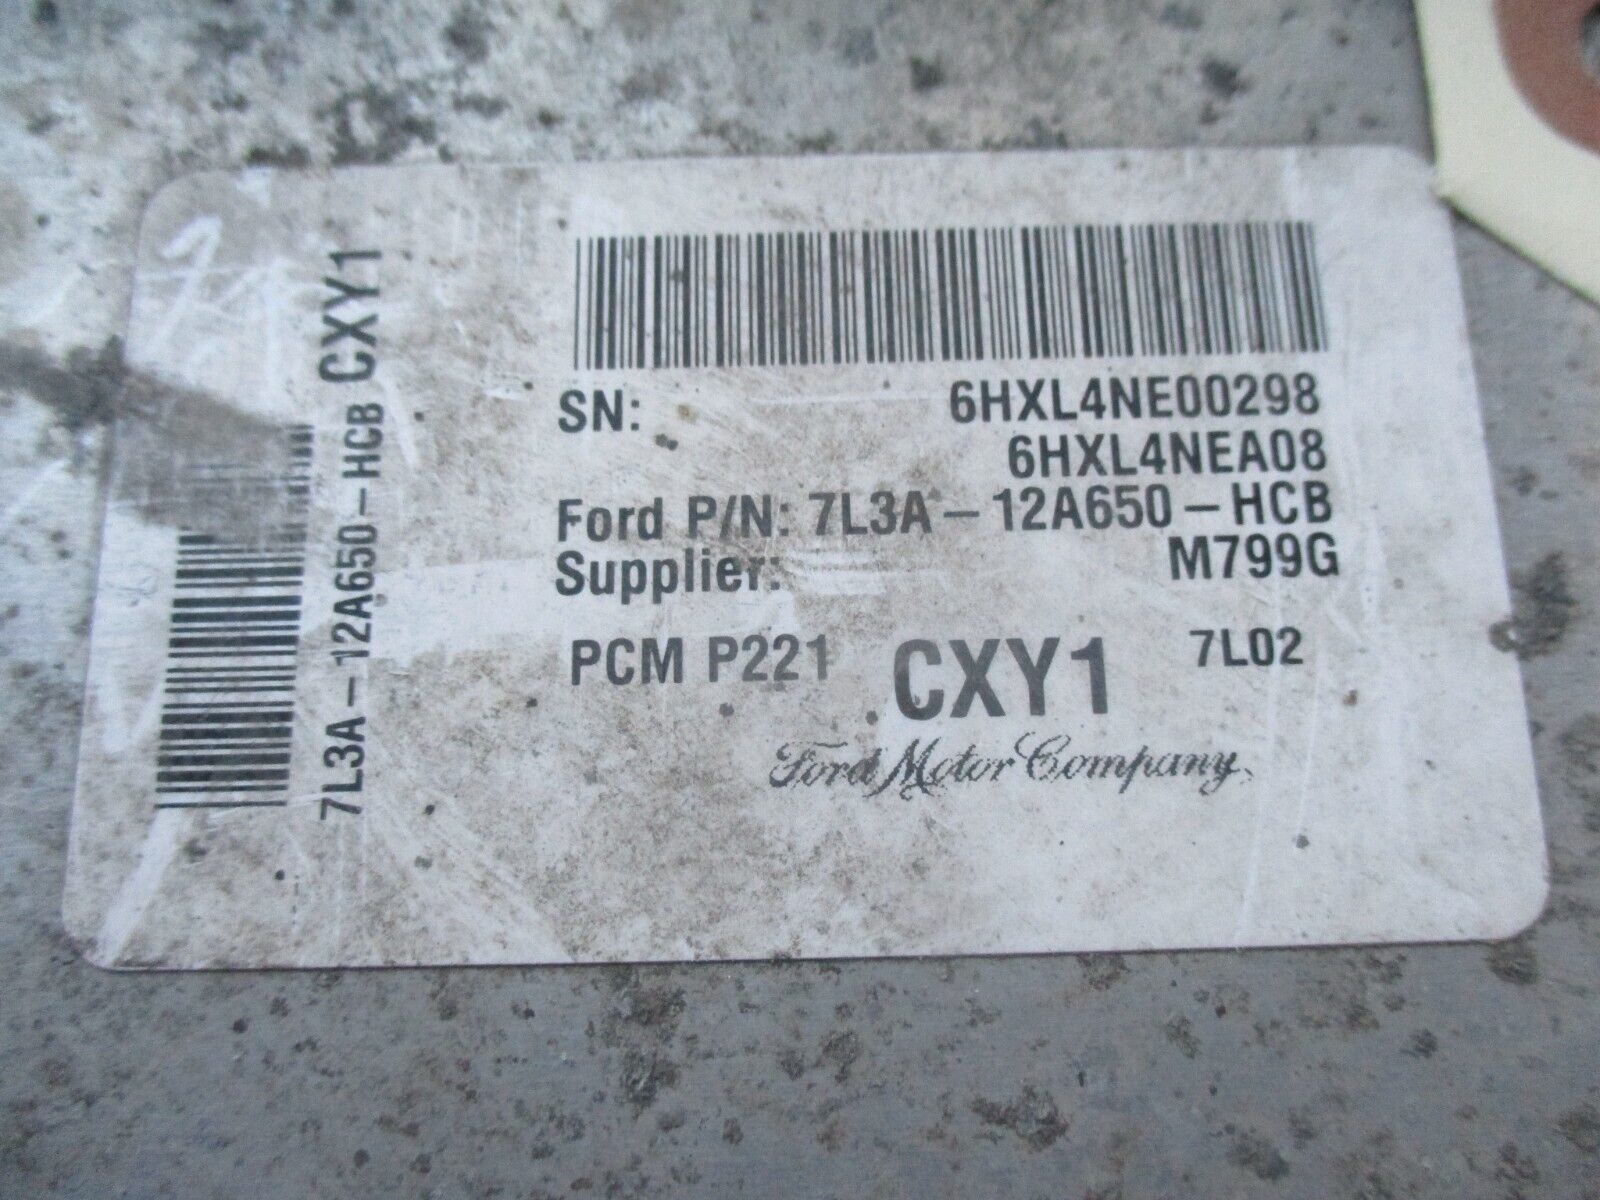 7L3A-12A650-HCB CXY1
SN: 6HXL4NE00298
6HXL4NEA08
Ford P/N: 7L3A-12A650-HCB
Supplier: M799G
PCM P221 CXY1 7L02
Ford Motor Company